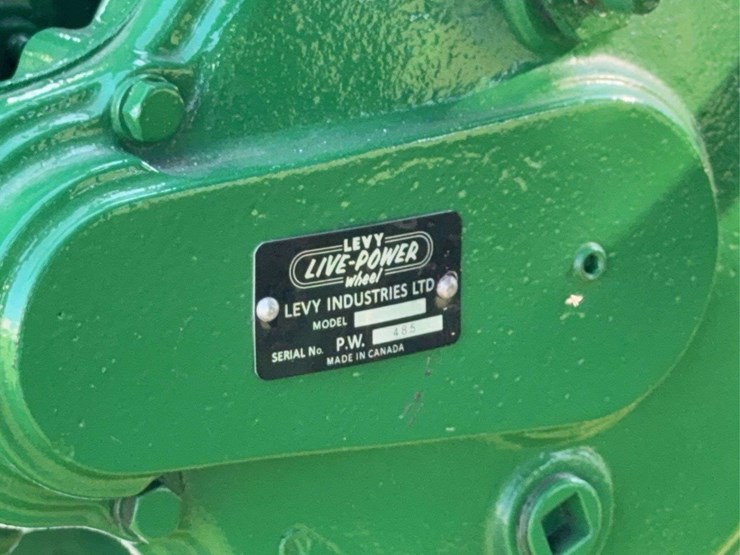 LEVY
LIVE-POWER
wheel
LEVY INDUSTRIES LTD
MODEL
SERIAL No. P.W. 485
MADE IN CANADA